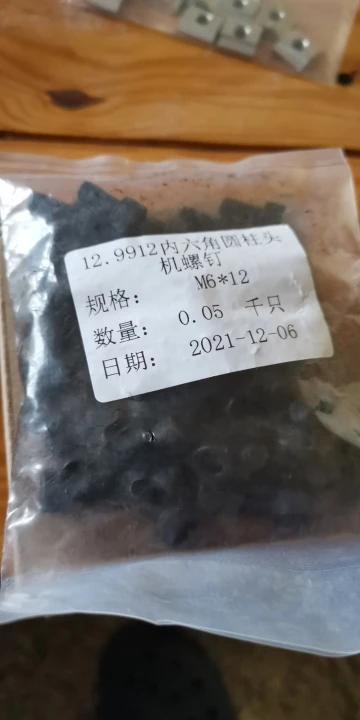 12.9912内六角圆柱头
机螺钉
规格: M6*12
数量: 0.05 千只
日期: 2021-12-06